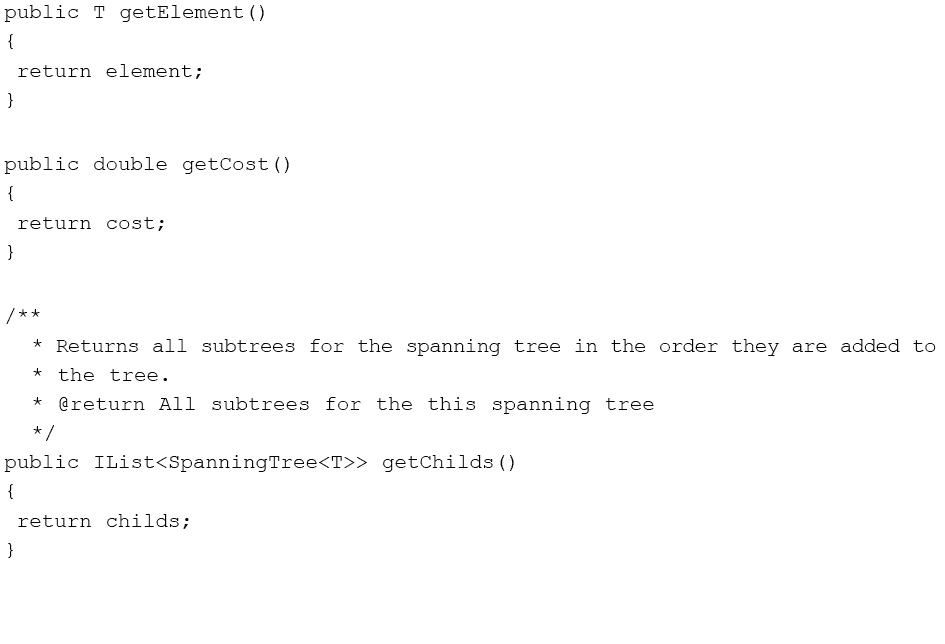 public T getElement()
{
 return element;
}

public double getCost()
{
 return cost;
}

/**
  * Returns all subtrees for the spanning tree in the order they are added to
  * the tree.
  * @return All subtrees for the this spanning tree
  */
public IList<SpanningTree<T>> getChilds()
{
 return childs;
}